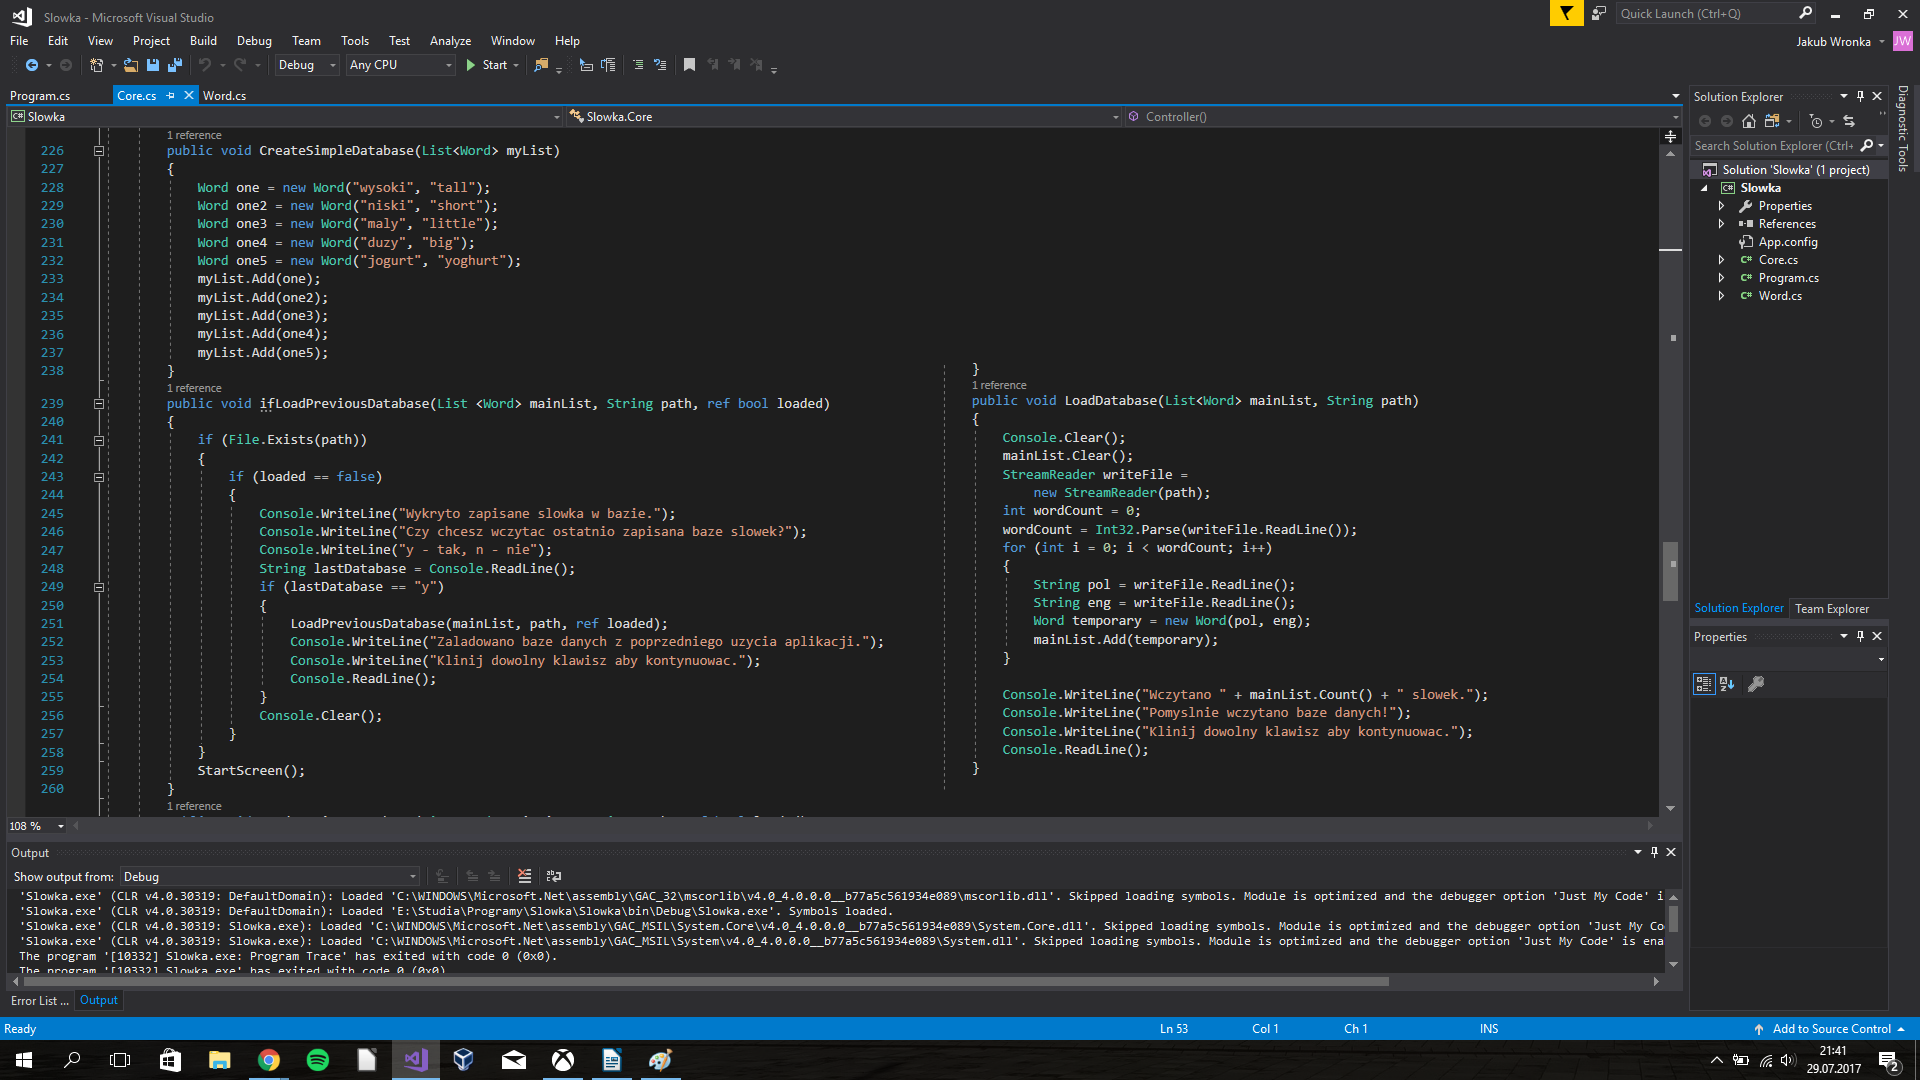 Slowka - Microsoft Visual Studio
Quick Launch (Ctrl+Q)
File Edit View Project Build Debug Team Tools Test Analyze Window Help
Jakub Wronka JW
Debug Any CPU Start
Program.cs Core.cs Word.cs
Slowka Slowka.Core Controller()
1 reference
226 public void CreateSimpleDatabase(List<Word> myList)
227 {
228 Word one = new Word("wysoki", "tall");
229 Word one2 = new Word("niski", "short");
230 Word one3 = new Word("maly", "little");
231 Word one4 = new Word("duzy", "big");
232 Word one5 = new Word("jogurt", "yoghurt");
233 myList.Add(one);
234 myList.Add(one2);
235 myList.Add(one3);
236 myList.Add(one4);
237 myList.Add(one5);
238 }
1 reference
239 public void ifLoadPreviousDatabase(List <Word> mainList, String path, ref bool loaded)
240 {
241 if (File.Exists(path))
242 {
243 if (loaded == false)
244 {
245 Console.WriteLine("Wykryto zapisane slowka w bazie.");
246 Console.WriteLine("Czy chcesz wczytac ostatnio zapisana baze slowek?");
247 Console.WriteLine("y - tak, n - nie");
248 String lastDatabase = Console.ReadLine();
249 if (lastDatabase == "y")
250 {
251 LoadPreviousDatabase(mainList, path, ref loaded);
252 Console.WriteLine("Zaladowano baze danych z poprzedniego uzycia aplikacji.");
253 Console.WriteLine("Klinij dowolny klawisz aby kontynuowac.");
254 Console.ReadLine();
255 }
256 Console.Clear();
257 }
258 }
259 StartScreen();
260 }
1 reference
}
1 reference
public void LoadDatabase(List<Word> mainList, String path)
{
Console.Clear();
mainList.Clear();
StreamReader writeFile =
new StreamReader(path);
int wordCount = 0;
wordCount = Int32.Parse(writeFile.ReadLine());
for (int i = 0; i < wordCount; i++)
{
String pol = writeFile.ReadLine();
String eng = writeFile.ReadLine();
Word temporary = new Word(pol, eng);
mainList.Add(temporary);
}
Console.WriteLine("Wczytano " + mainList.Count() + " slowek.");
Console.WriteLine("Pomyslnie wczytano baze danych!");
Console.WriteLine("Klinij dowolny klawisz aby kontynuowac.");
Console.ReadLine();
}
108 %
Solution Explorer
Search Solution Explorer (Ctrl+
Solution 'Slowka' (1 project)
C# Slowka
Properties
References
App.config
C# Core.cs
C# Program.cs
C# Word.cs
Solution Explorer Team Explorer
Properties
Diagnostic Tools
Output
Show output from: Debug
'Slowka.exe' (CLR v4.0.30319: DefaultDomain): Loaded 'C:\WINDOWS\Microsoft.Net\assembly\GAC_32\mscorlib\v4.0_4.0.0.0__b77a5c561934e089\mscorlib.dll'. Skipped loading symbols. Module is optimized and the debugger option 'Just My Code' i
'Slowka.exe' (CLR v4.0.30319: DefaultDomain): Loaded 'E:\Studia\Programy\Slowka\Slowka\bin\Debug\Slowka.exe'. Symbols loaded.
'Slowka.exe' (CLR v4.0.30319: Slowka.exe): Loaded 'C:\WINDOWS\Microsoft.Net\assembly\GAC_MSIL\System.Core\v4.0_4.0.0.0__b77a5c561934e089\System.Core.dll'. Skipped loading symbols. Module is optimized and the debugger option 'Just My Co
'Slowka.exe' (CLR v4.0.30319: Slowka.exe): Loaded 'C:\WINDOWS\Microsoft.Net\assembly\GAC_MSIL\System\v4.0_4.0.0.0__b77a5c561934e089\System.dll'. Skipped loading symbols. Module is optimized and the debugger option 'Just My Code' is ena
The program '[10332] Slowka.exe: Program Trace' has exited with code 0 (0x0).
The program '[10332] Slowka.exe' has exited with code 0 (0x0).
Error List ... Output
Ready Ln 53 Col 1 Ch 1 INS Add to Source Control
21:41
29.07.2017
2